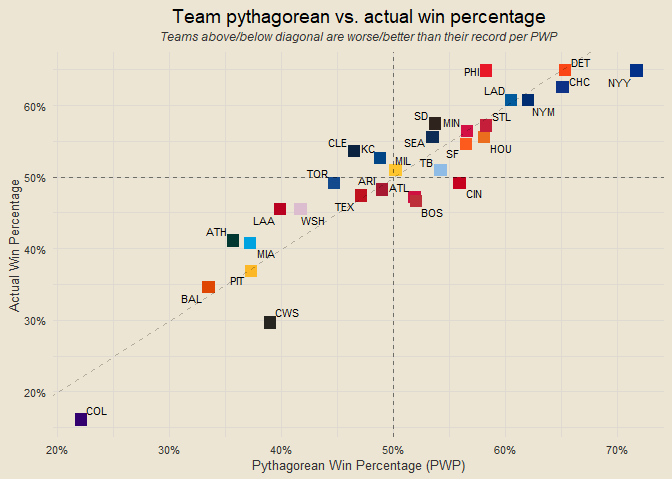 Team pythagorean vs. actual win percentage
Teams above/below diagonal are worse/better than their record per PWP
PHI
DET
NYY
CHC
LAD
NYM
60%
SD
MIN
STL
SEA
SF
HOU
CLE
KC
MIL
TB
50%
TOR
ARI
ATL
CIN
TEX
BOS
LAA
WSH
ATH
MIA
40%
PIT
BAL
CWS
30%
20%
COL
Actual Win Percentage
20%
30%
40%
50%
60%
70%
Pythagorean Win Percentage (PWP)